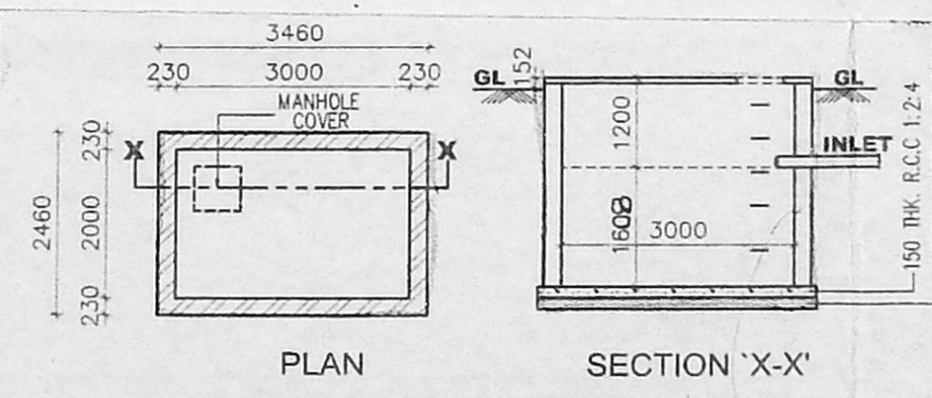 3460
230 3000 230
MANHOLE
COVER
X X
230
2000
230
2460
PLAN
GL 152 GL
1200
INLET
3000
150 THK. R.C.C 1:2:4
SECTION `X-X'